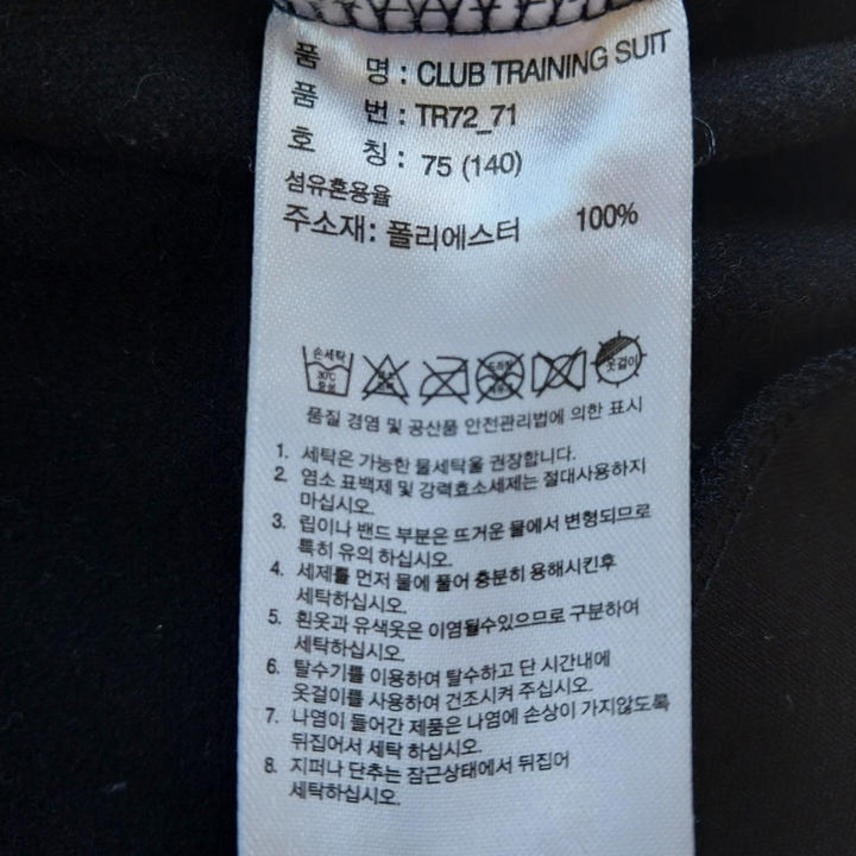 품 명 : CLUB TRAINING SUIT
품 번 : TR72_71
호 칭 : 75 (140)
섬유혼용율
주소재: 폴리에스터 100%
손세탁
30℃
중성
옷걸이
품질 경영 및 공산품 안전관리법에 의한 표시
1. 세탁은 가능한 물세탁을 권장합니다.
2. 염소 표백제 및 강력효소세제는 절대사용하지
마십시오.
3. 립이나 밴드 부분은 뜨거운 물에서 변형되므로
특히 유의 하십시오.
4. 세제를 먼저 물에 풀어 충분히 용해시킨후
세탁하십시오.
5. 흰옷과 유색옷은 이염될수있으므로 구분하여
세탁하십시오.
6. 탈수기를 이용하여 탈수하고 단 시간내에
옷걸이를 사용하여 건조시켜 주십시오.
7. 나염이 들어간 제품은 나염에 손상이 가지않도록
뒤집어서 세탁 하십시오.
8. 지퍼나 단추는 잠근상태에서 뒤집어
세탁하십시오.